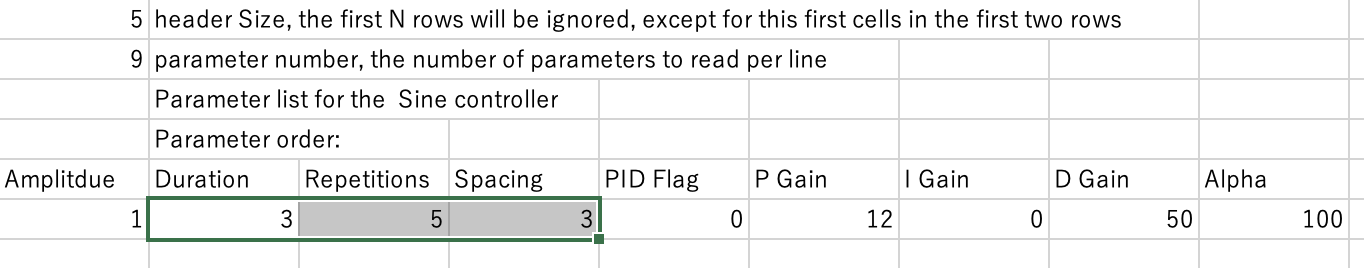 5 header Size, the first N rows will be ignored, except for this first cells in the first two rows
9 parameter number, the number of parameters to read per line
Parameter list for the  Sine controller
Parameter order:
Amplitdue Duration Repetitions Spacing PID Flag P Gain I Gain D Gain Alpha
1 3 5 3 0 12 0 50 100